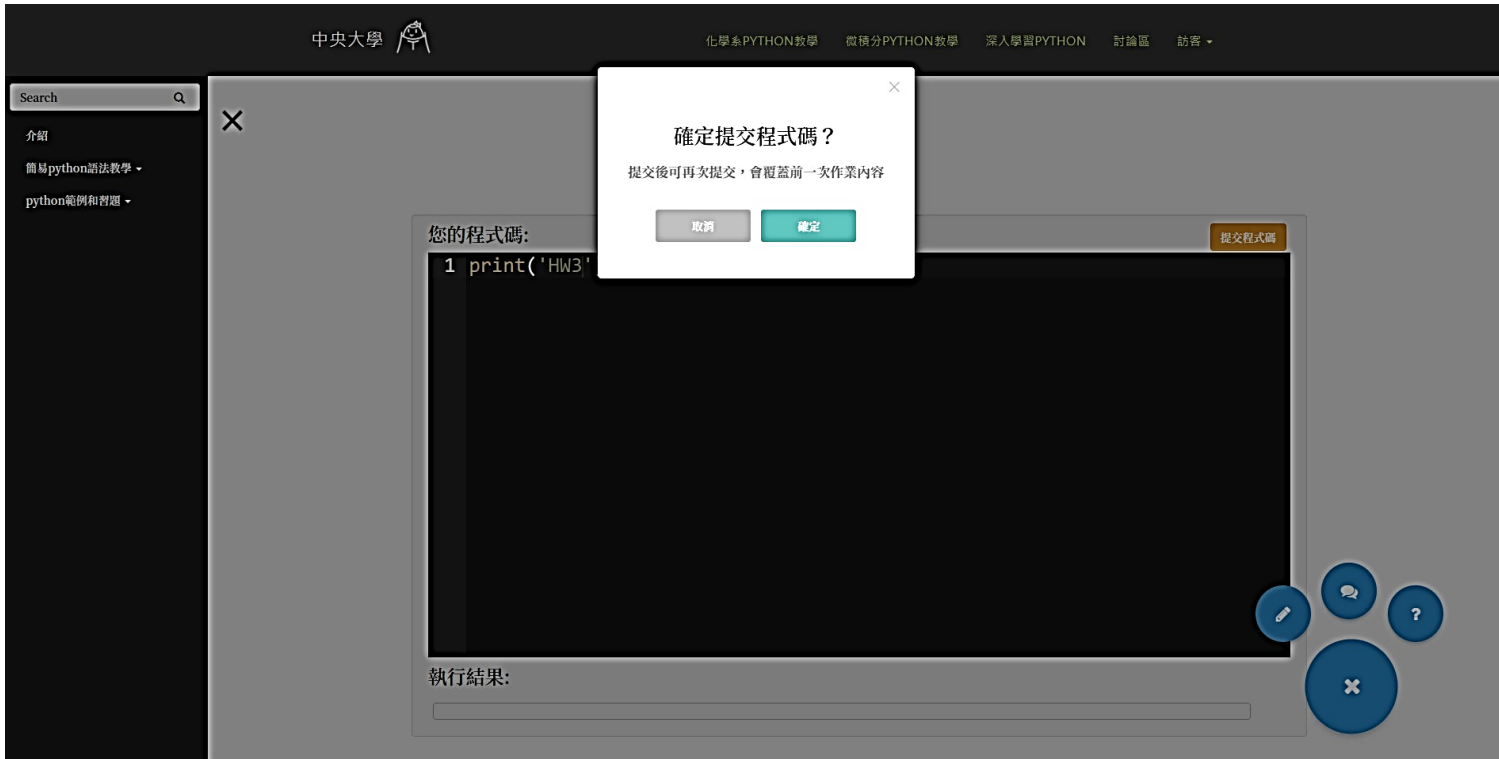 中央大學
化學系PYTHON教學 微積分PYTHON教學 深入學習PYTHON 討論區 訪客
Search
介紹
簡易python語法教學
python範例和習題
確定提交程式碼？
提交後可再次提交，會覆蓋前一次作業內容
取消 確定
您的程式碼:
提交程式碼
1 print('HW3'
執行結果:
?